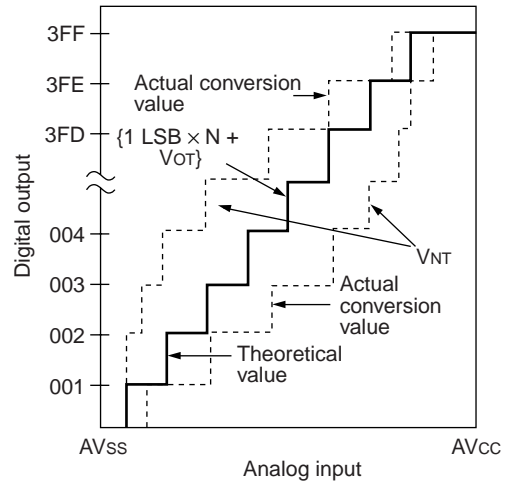 3FF
3FE
3FD
004
003
002
001
Digital output
Actual conversion
value
{1 LSB × N +
VOT}
VNT
Actual
conversion
value
Theoretical
value
AVSS
AVCC
Analog input